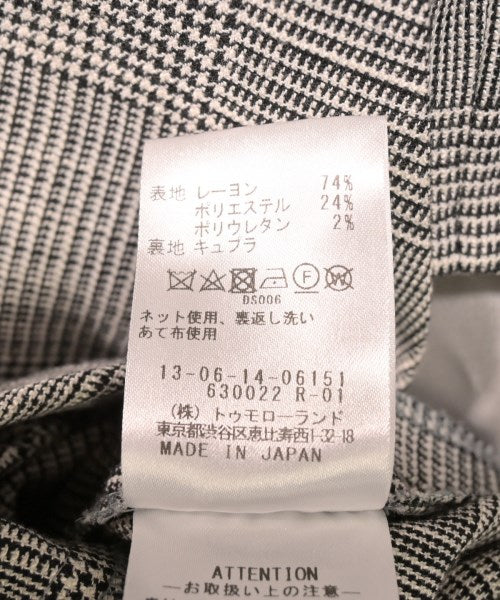 表地 レーヨン 74%
ポリエステル 24%
ポリウレタン 2%
裏地 キュプラ
F W
DS006
ネット使用、裏返し洗い
あて布使用
13-06-14-06151
630022 R-01
(株) トゥモローランド
東京都渋谷区恵比寿西1-32-18
MADE IN JAPAN
ATTENTION
―お取扱い上の注意―